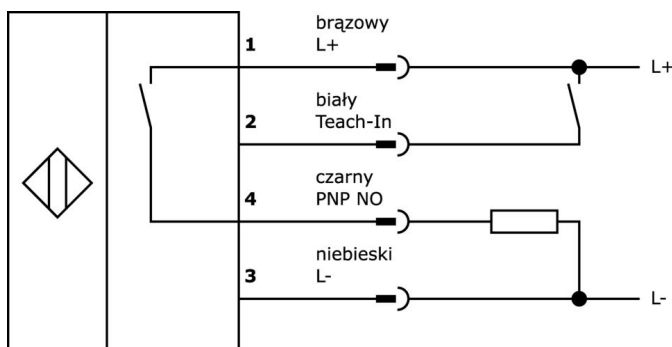 brązowy
1 L+
L+
biały
2 Teach-In
czarny
4 PNP NO
niebieski
3 L-
L-